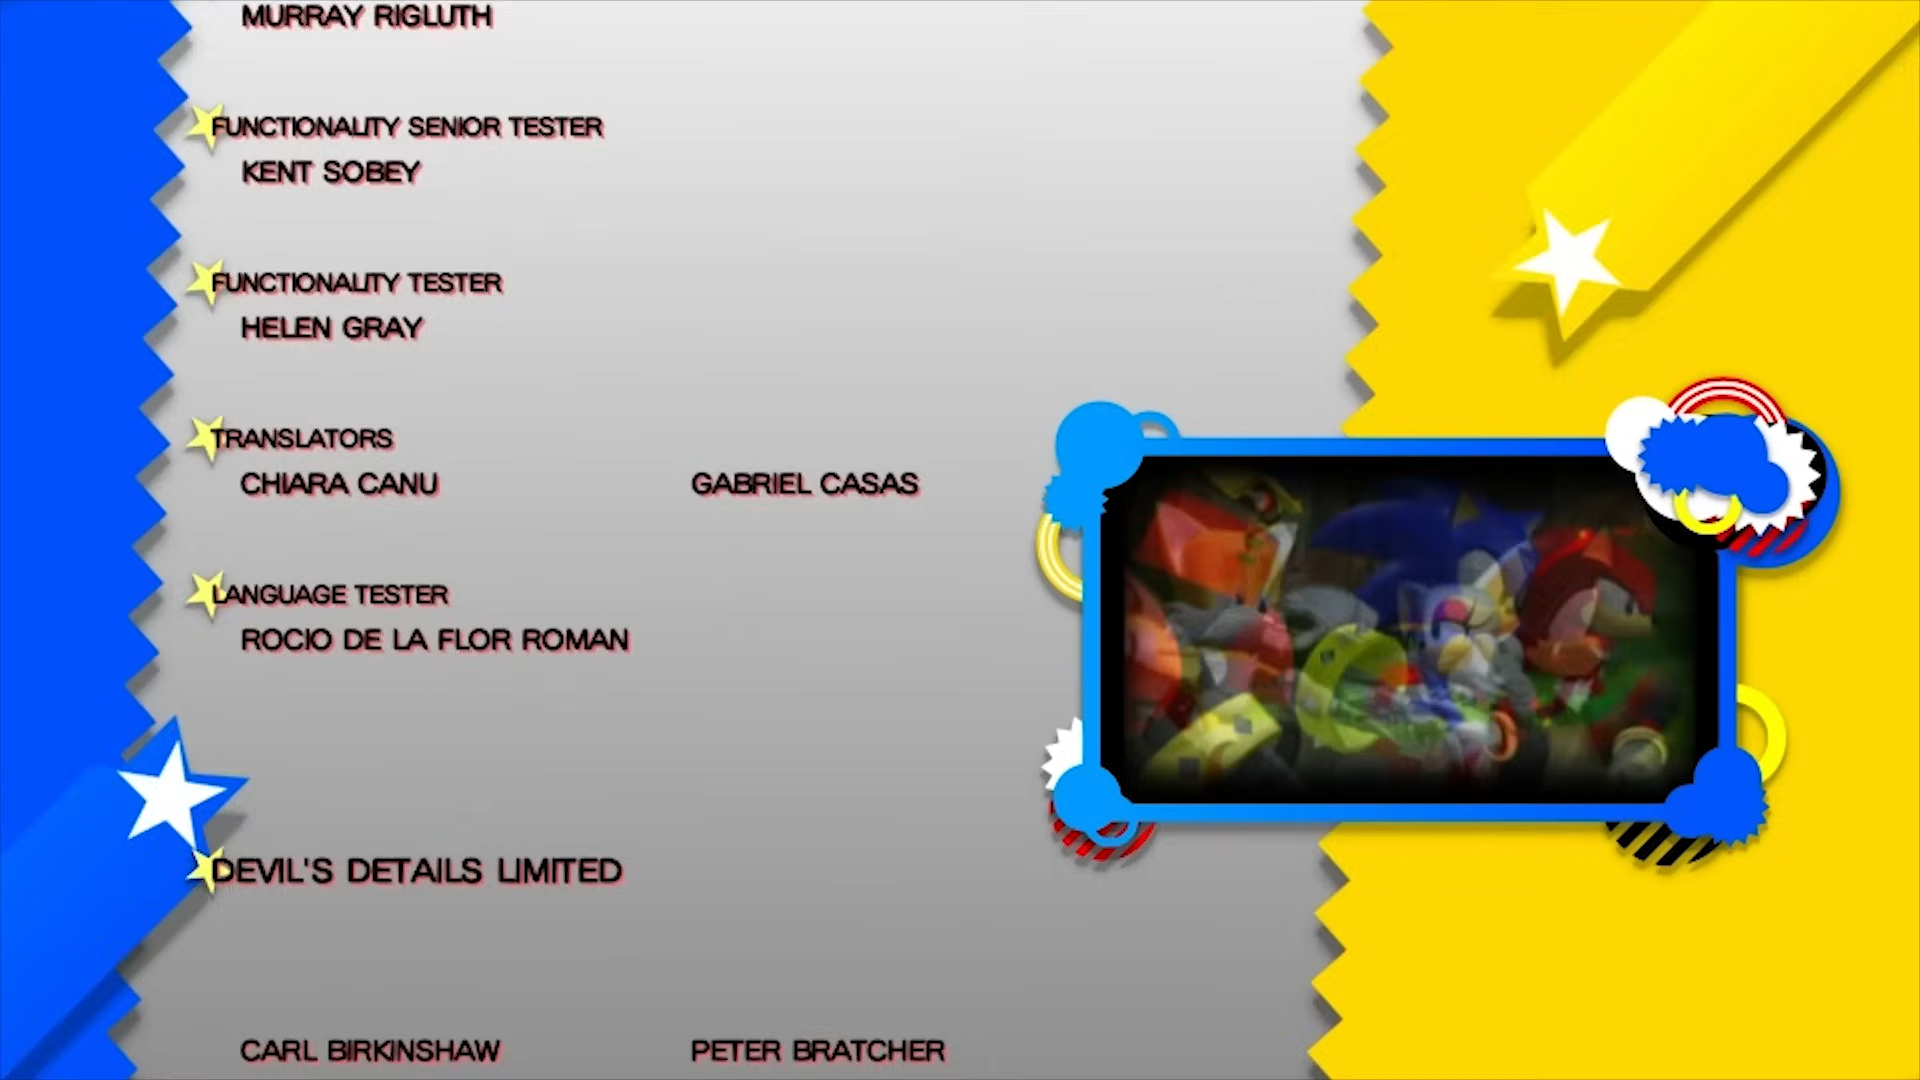 MURRAY RIGLUTH
FUNCTIONALITY SENIOR TESTER
KENT SOBEY
FUNCTIONALITY TESTER
HELEN GRAY
TRANSLATORS
CHIARA CANU GABRIEL CASAS
LANGUAGE TESTER
ROCIO DE LA FLOR ROMAN
DEVIL'S DETAILS LIMITED
CARL BIRKINSHAW PETER BRATCHER